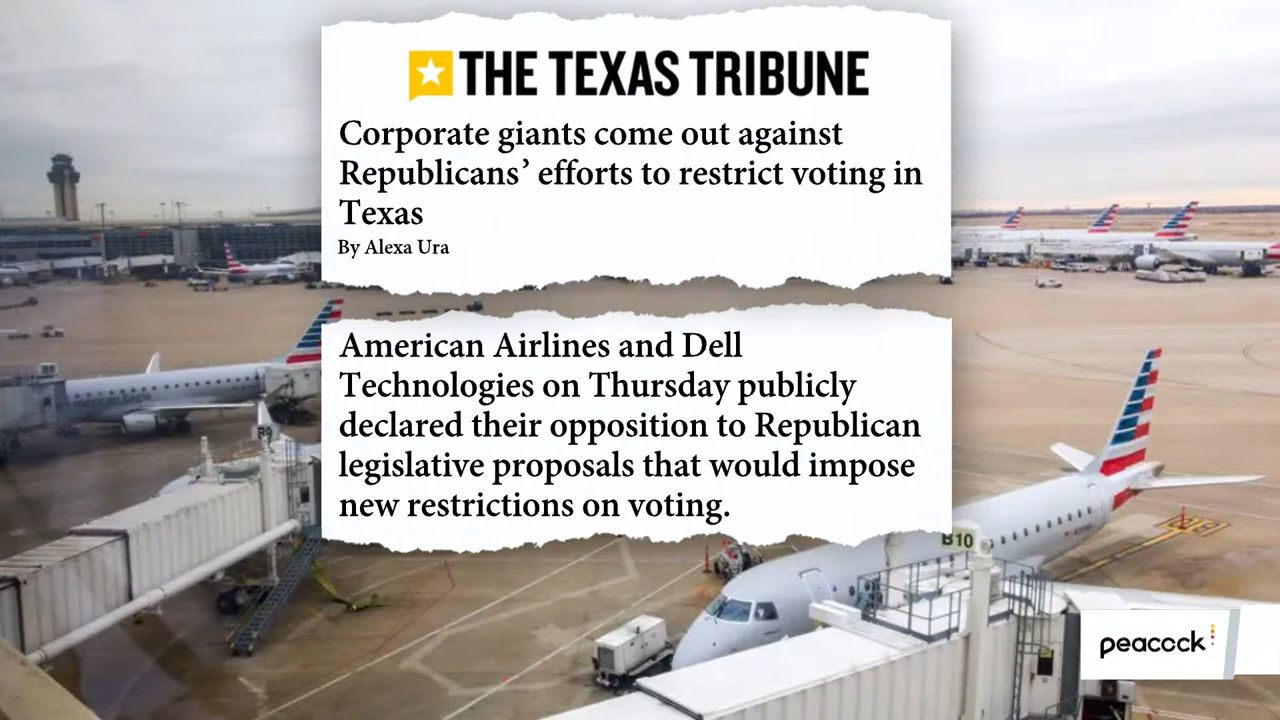 THE TEXAS TRIBUNE
Corporate giants come out against
Republicans’ efforts to restrict voting in
Texas
By Alexa Ura
American Airlines and Dell
Technologies on Thursday publicly
declared their opposition to Republican
legislative proposals that would impose
new restrictions on voting.
B9
B10
peacock